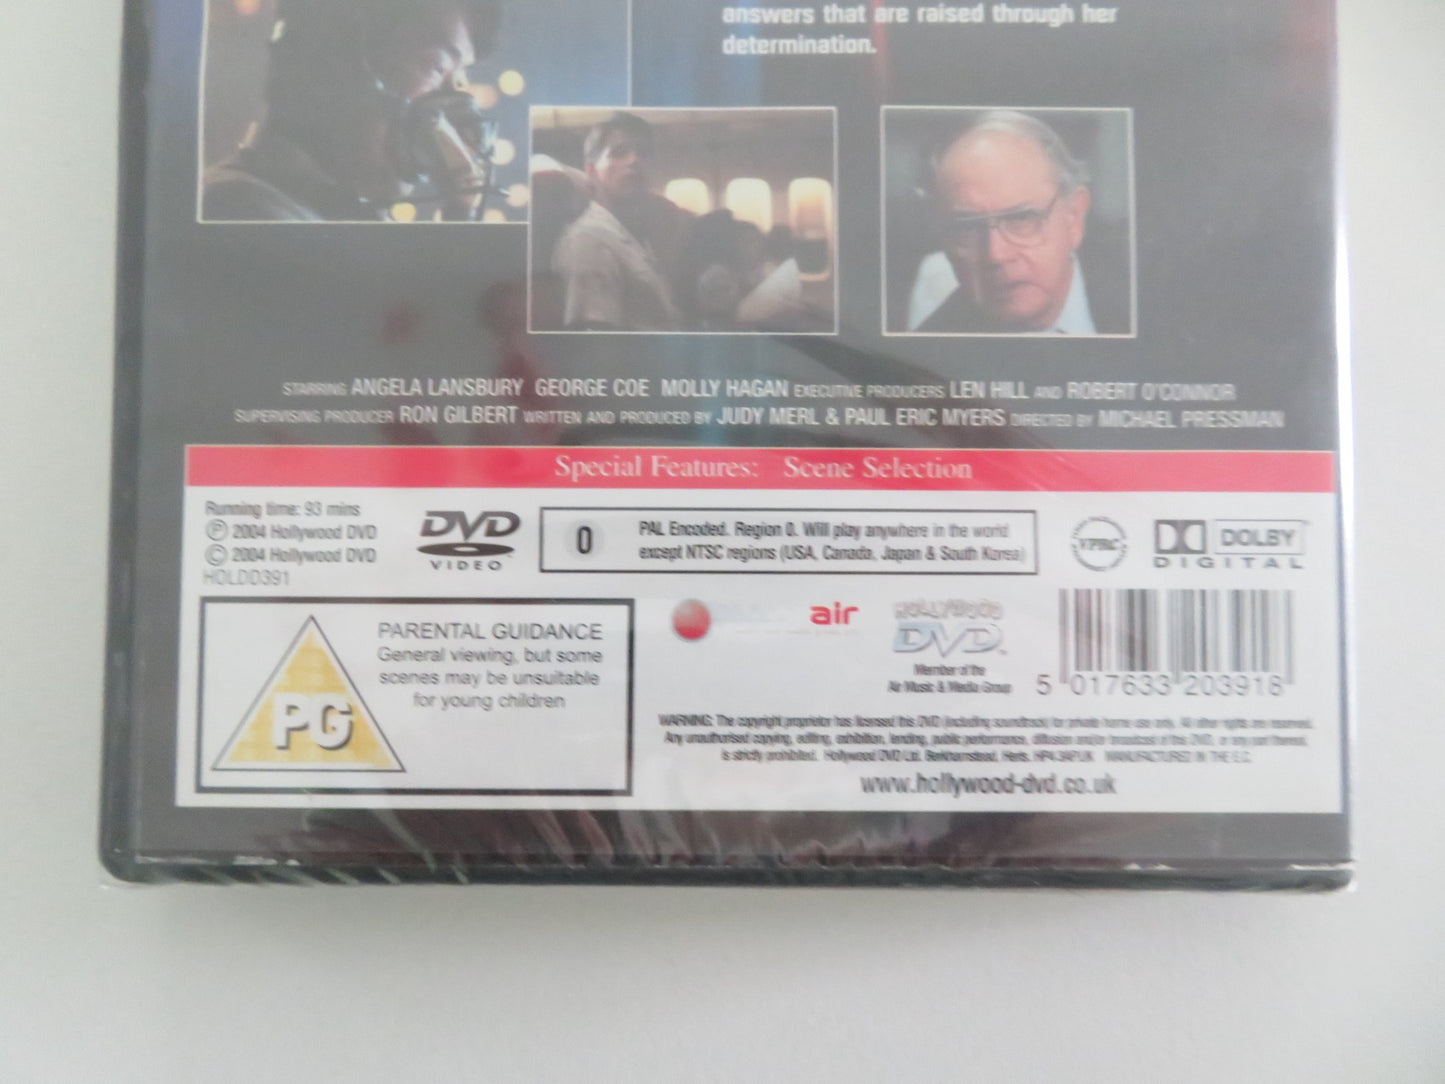 answers that are raised through her
determination.
STARRING ANGELA LANSBURY GEORGE COE MOLLY HAGAN EXECUTIVE PRODUCERS LEN HILL AND ROBERT O'CONNOR
SUPERVISING PRODUCER RON GILBERT WRITTEN AND PRODUCED BY JUDY MERL & PAUL ERIC MYERS DIRECTED BY MICHAEL PRESSMAN
Special Features: Scene Selection
Running time: 93 mins
Ⓟ 2004 Hollywood DVD
© 2004 Hollywood DVD
HOLDD391
DVD
VIDEO
0
PAL Encoded. Region 0. Will play anywhere in the world
except NTSC regions (USA, Canada, Japan & South Korea)
VPRC
DOLBY
DIGITAL
PG
PARENTAL GUIDANCE
General viewing, but some
scenes may be unsuitable
for young children
air
HOLLYWOOD
DVD
Member of the
Air Music & Media Group
5 017633 203918
WARNING: The copyright proprietor has licensed this DVD (including soundtrack) for private home use only. All other rights are reserved.
Any unauthorised copying, editing, exhibition, lending, public performance, diffusion and/or broadcast of this DVD, or any part thereof,
is strictly prohibited. Hollywood DVD Ltd. Berkhamstead, Herts. HP4 3AP UK MANUFACTURED IN THE E.C.
www.hollywood-dvd.co.uk